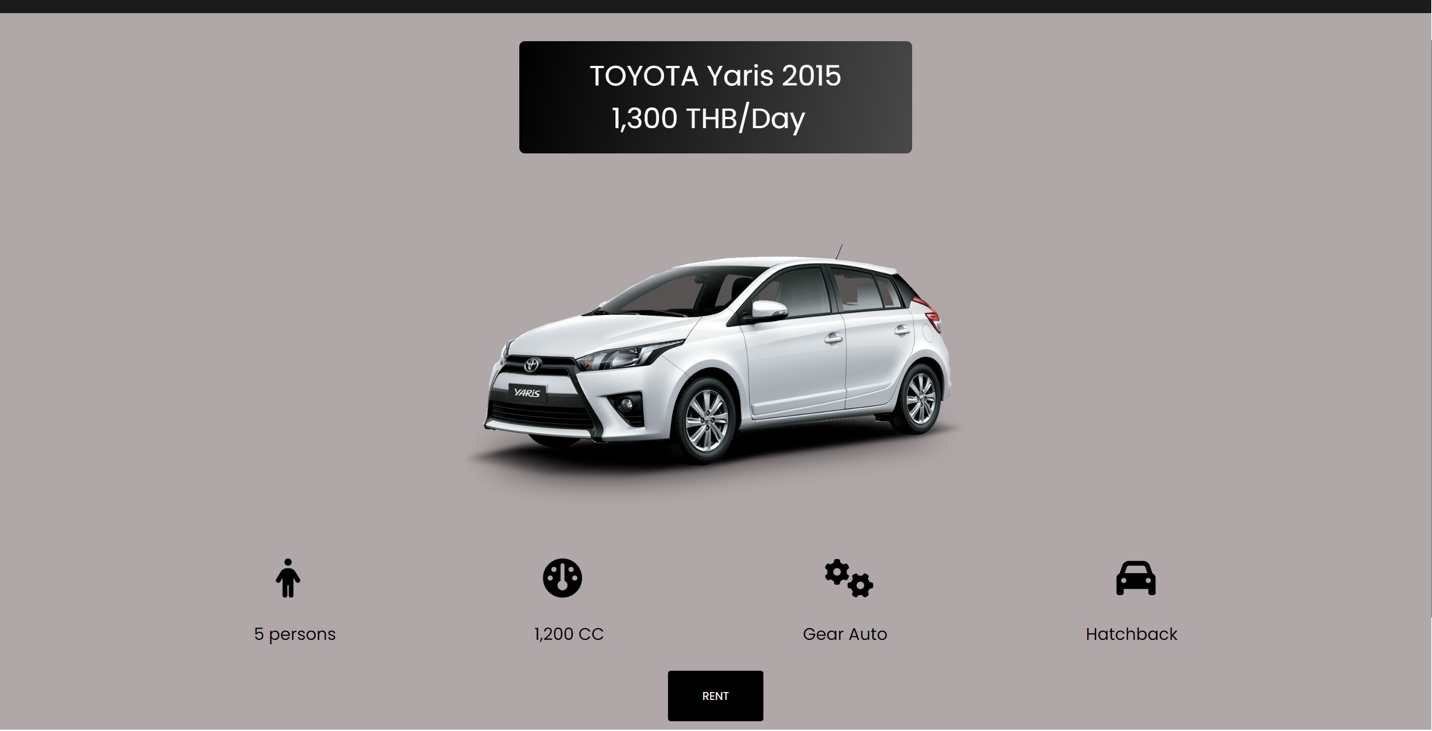 TOYOTA Yaris 2015
1,300 THB/Day
YARiS
5 persons
1,200 CC
Gear Auto
Hatchback
RENT